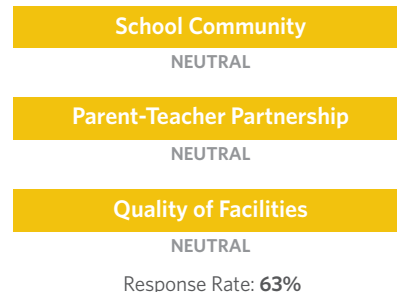 School Community
NEUTRAL
Parent-Teacher Partnership
NEUTRAL
Quality of Facilities
NEUTRAL
Response Rate: 63%